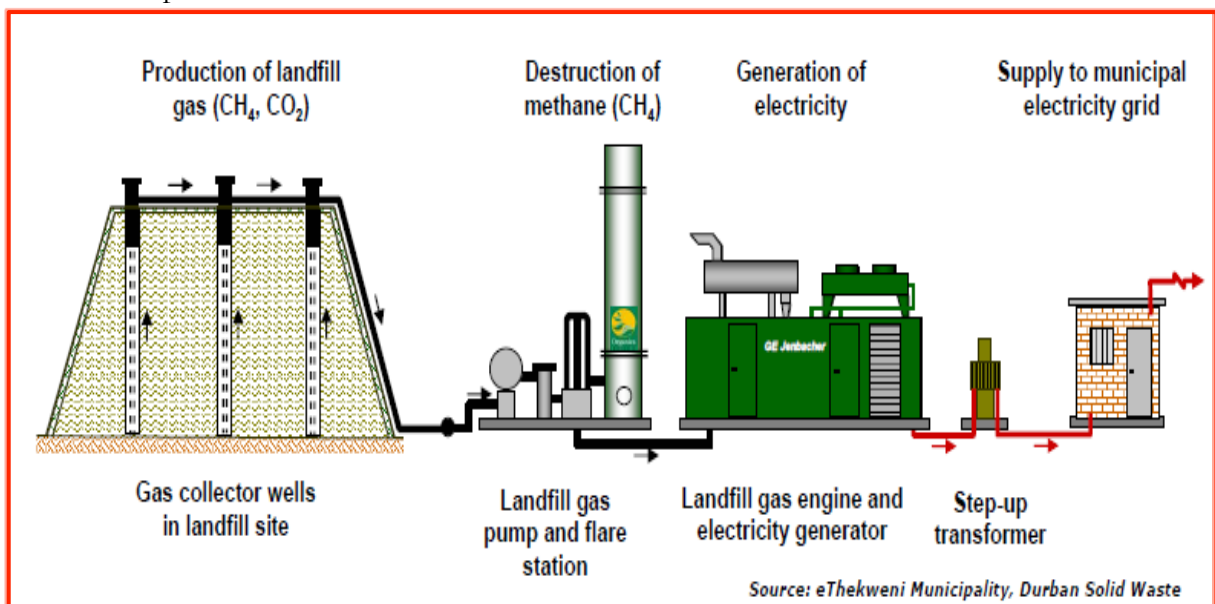 Production of landfill
gas (CH₄, CO₂)
Destruction of
methane (CH₄)
Generation of
electricity
Supply to municipal
electricity grid
Organics
GE Jenbacher
Gas collector wells
in landfill site
Landfill gas
pump and flare
station
Landfill gas engine and
electricity generator
Step-up
transformer
Source: eThekweni Municipality, Durban Solid Waste